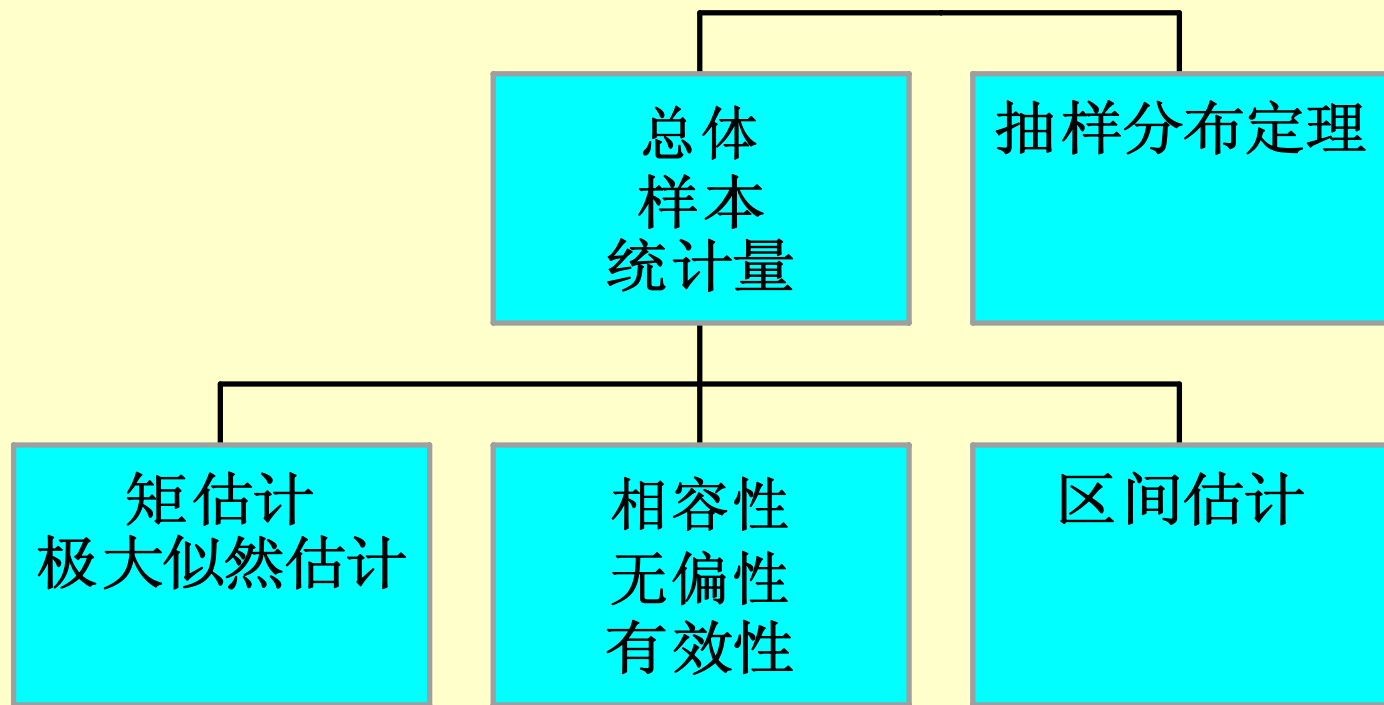 总体
样本
统计量
抽样分布定理
矩估计
极大似然估计
相容性
无偏性
有效性
区间估计